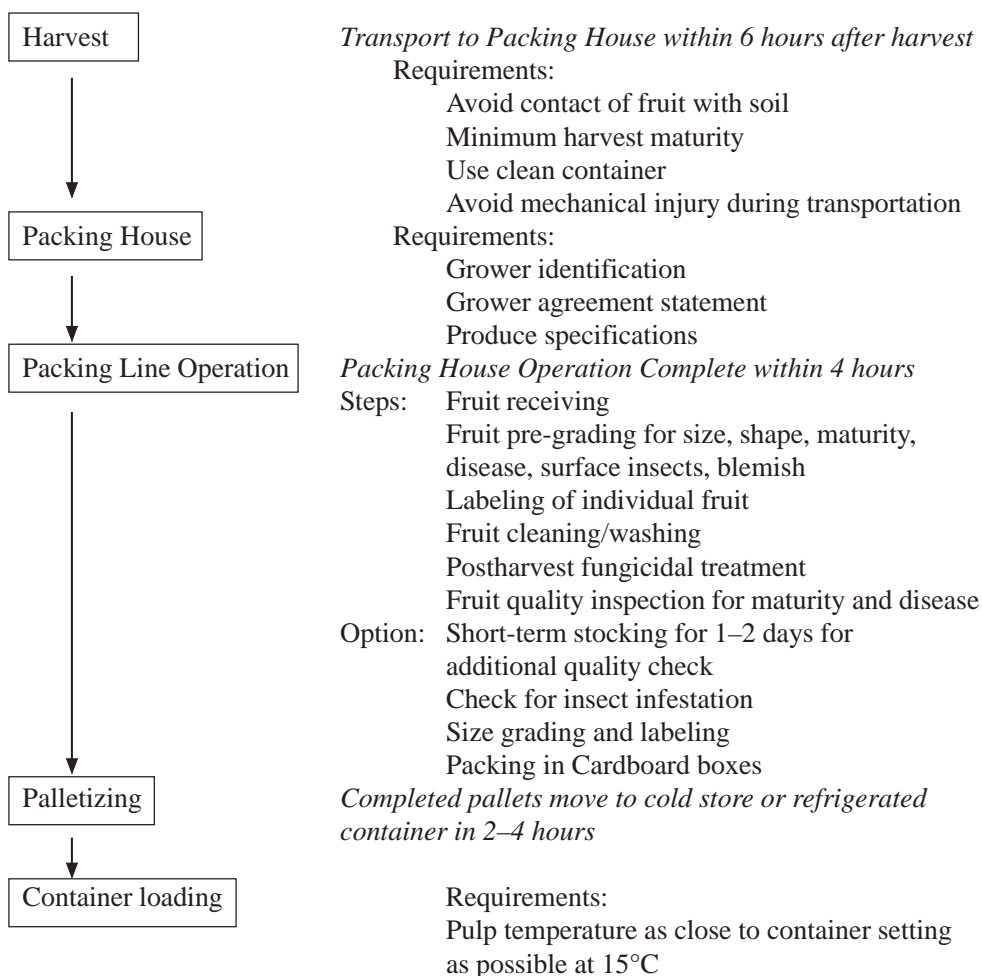 Harvest
Transport to Packing House within 6 hours after harvest
Requirements:
Avoid contact of fruit with soil
Minimum harvest maturity
Use clean container
Avoid mechanical injury during transportation
Packing House
Requirements:
Grower identification
Grower agreement statement
Produce specifications
Packing Line Operation
Packing House Operation Complete within 4 hours
Steps: Fruit receiving
Fruit pre-grading for size, shape, maturity,
disease, surface insects, blemish
Labeling of individual fruit
Fruit cleaning/washing
Postharvest fungicidal treatment
Fruit quality inspection for maturity and disease
Option: Short-term stocking for 1–2 days for
additional quality check
Check for insect infestation
Size grading and labeling
Packing in Cardboard boxes
Palletizing
Completed pallets move to cold store or refrigerated
container in 2–4 hours
Container loading
Requirements:
Pulp temperature as close to container setting
as possible at 15°C